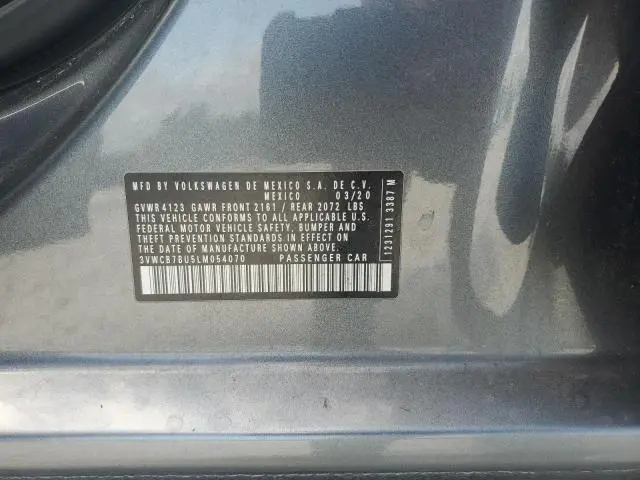 MFD BY VOLKSWAGEN DE MEXICO S.A. DE C.V.
MEXICO 03/20
GVWR 4123 GAWR FRONT 2161 / REAR 2072 LBS
THIS VEHICLE CONFORMS TO ALL APPLICABLE U.S.
FEDERAL MOTOR VEHICLE SAFETY, BUMPER AND
THEFT PREVENTION STANDARDS IN EFFECT ON THE
DATE OF MANUFACTURE SHOWN ABOVE.
3VWCB7BU5LM054070 PASSENGER CAR
1231291 3387 M